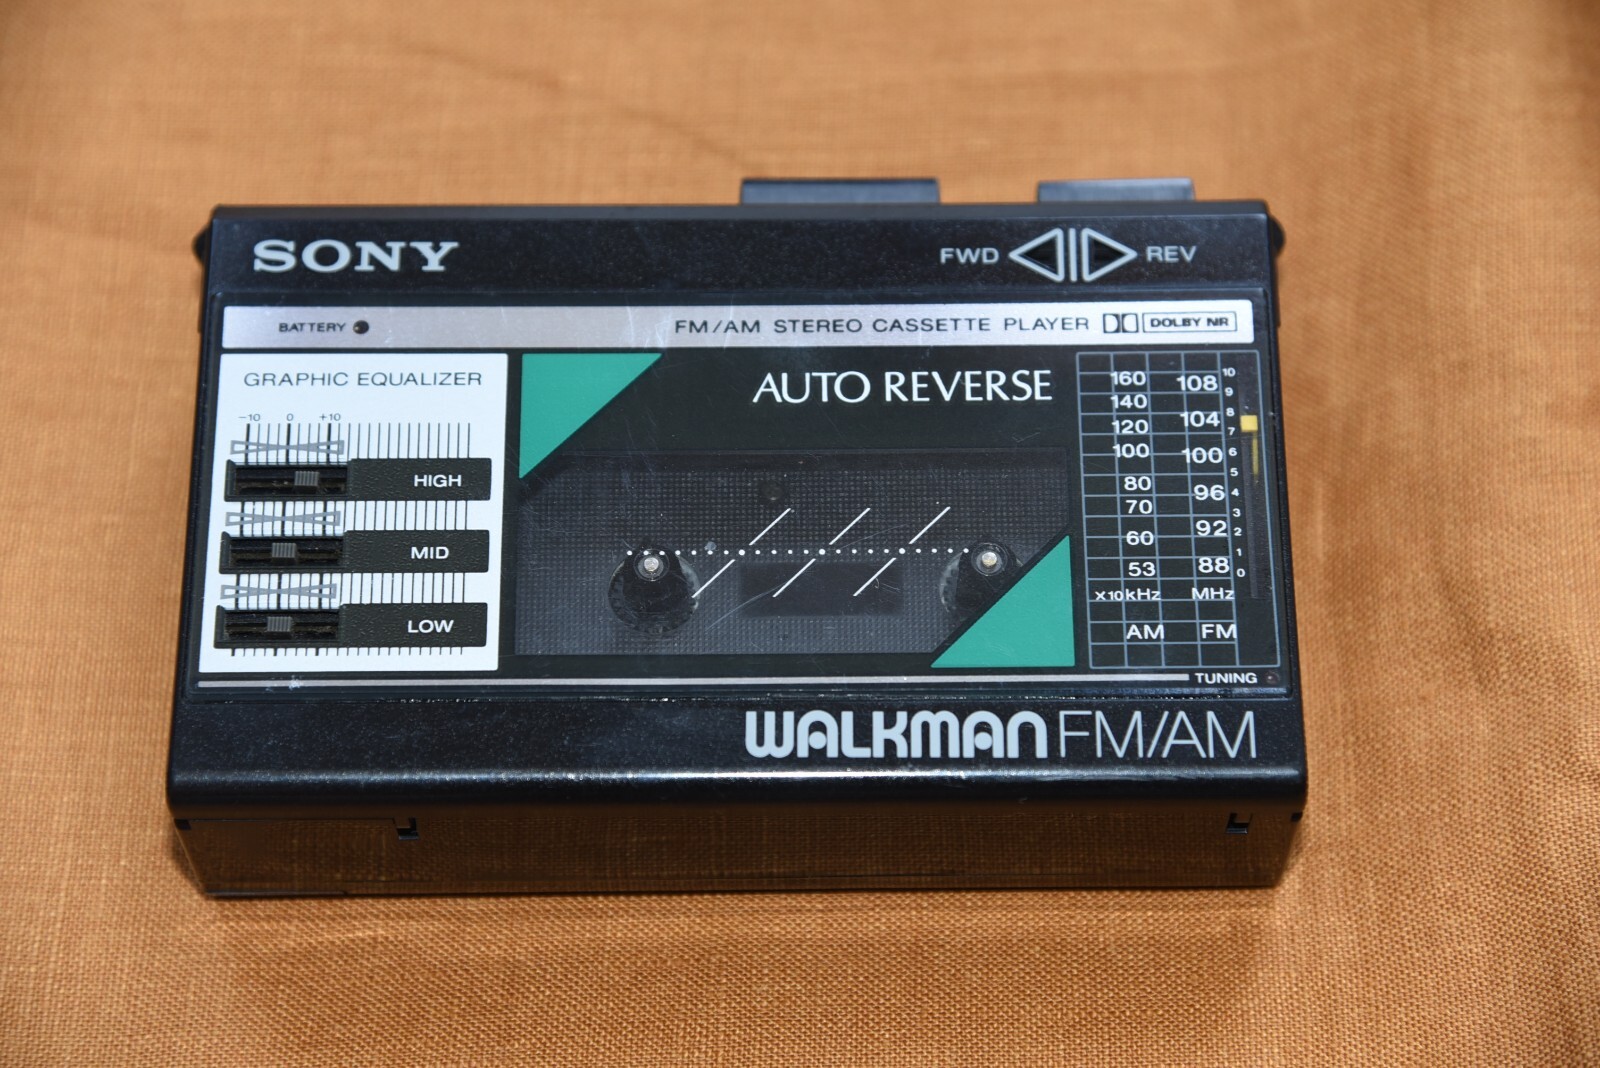 SONY
FWD REV
BATTERY
FM/AM STEREO CASSETTE PLAYER DOLBY NR
GRAPHIC EQUALIZER
-10 0 +10
HIGH
MID
LOW
AUTO REVERSE
160 108 10
9
140 104 8
120 7
100 100 6
5
80 96 4
70 3
92 2
60 1
53 88 0
x10kHz MHz
AM FM
TUNING
WALKMAN FM/AM